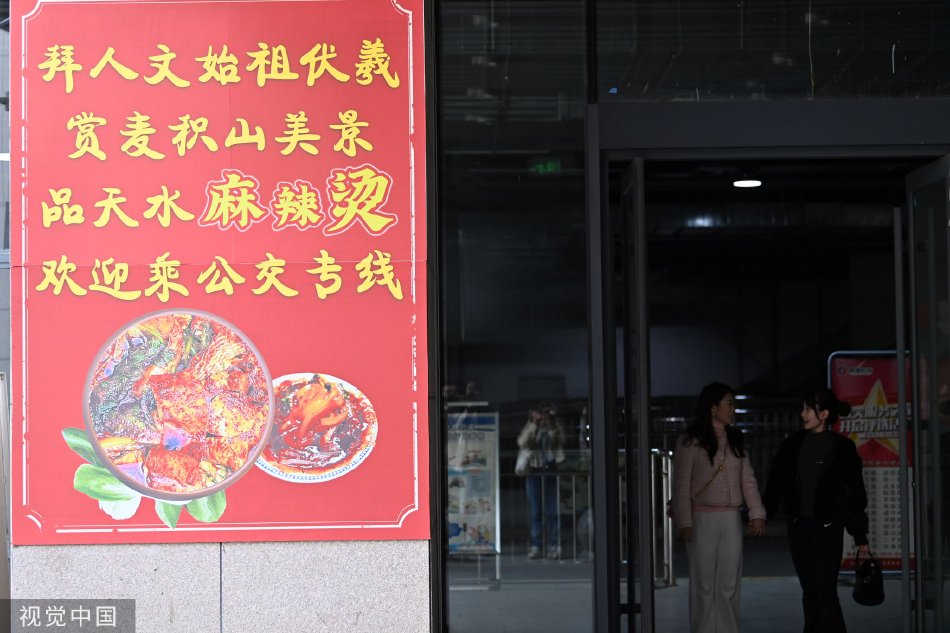 拜人文始祖伏羲
赏麦积山美景
品天水麻辣烫
欢迎乘公交专线
视觉中国